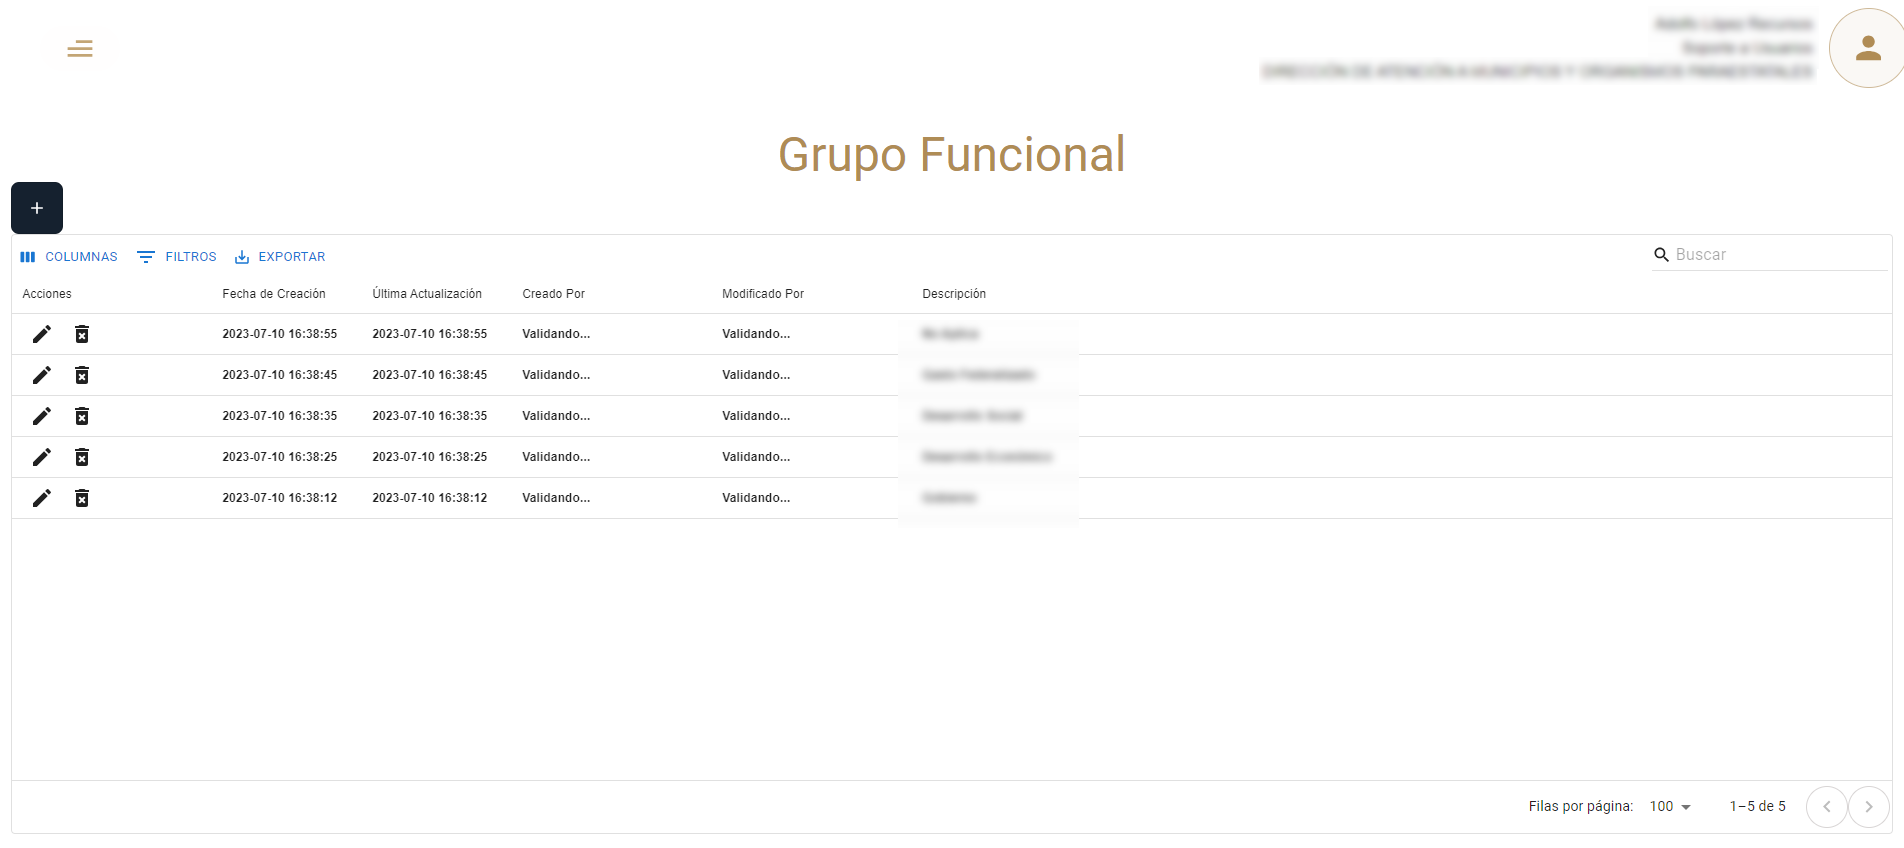 Grupo Funcional
+
COLUMNAS FILTROS EXPORTAR Buscar
Acciones Fecha de Creación Última Actualización Creado Por Modificado Por Descripción
2023-07-10 16:38:55 2023-07-10 16:38:55 Validando... Validando...
2023-07-10 16:38:45 2023-07-10 16:38:45 Validando... Validando...
2023-07-10 16:38:35 2023-07-10 16:38:35 Validando... Validando...
2023-07-10 16:38:25 2023-07-10 16:38:25 Validando... Validando...
2023-07-10 16:38:12 2023-07-10 16:38:12 Validando... Validando...
Filas por página: 100 1–5 de 5